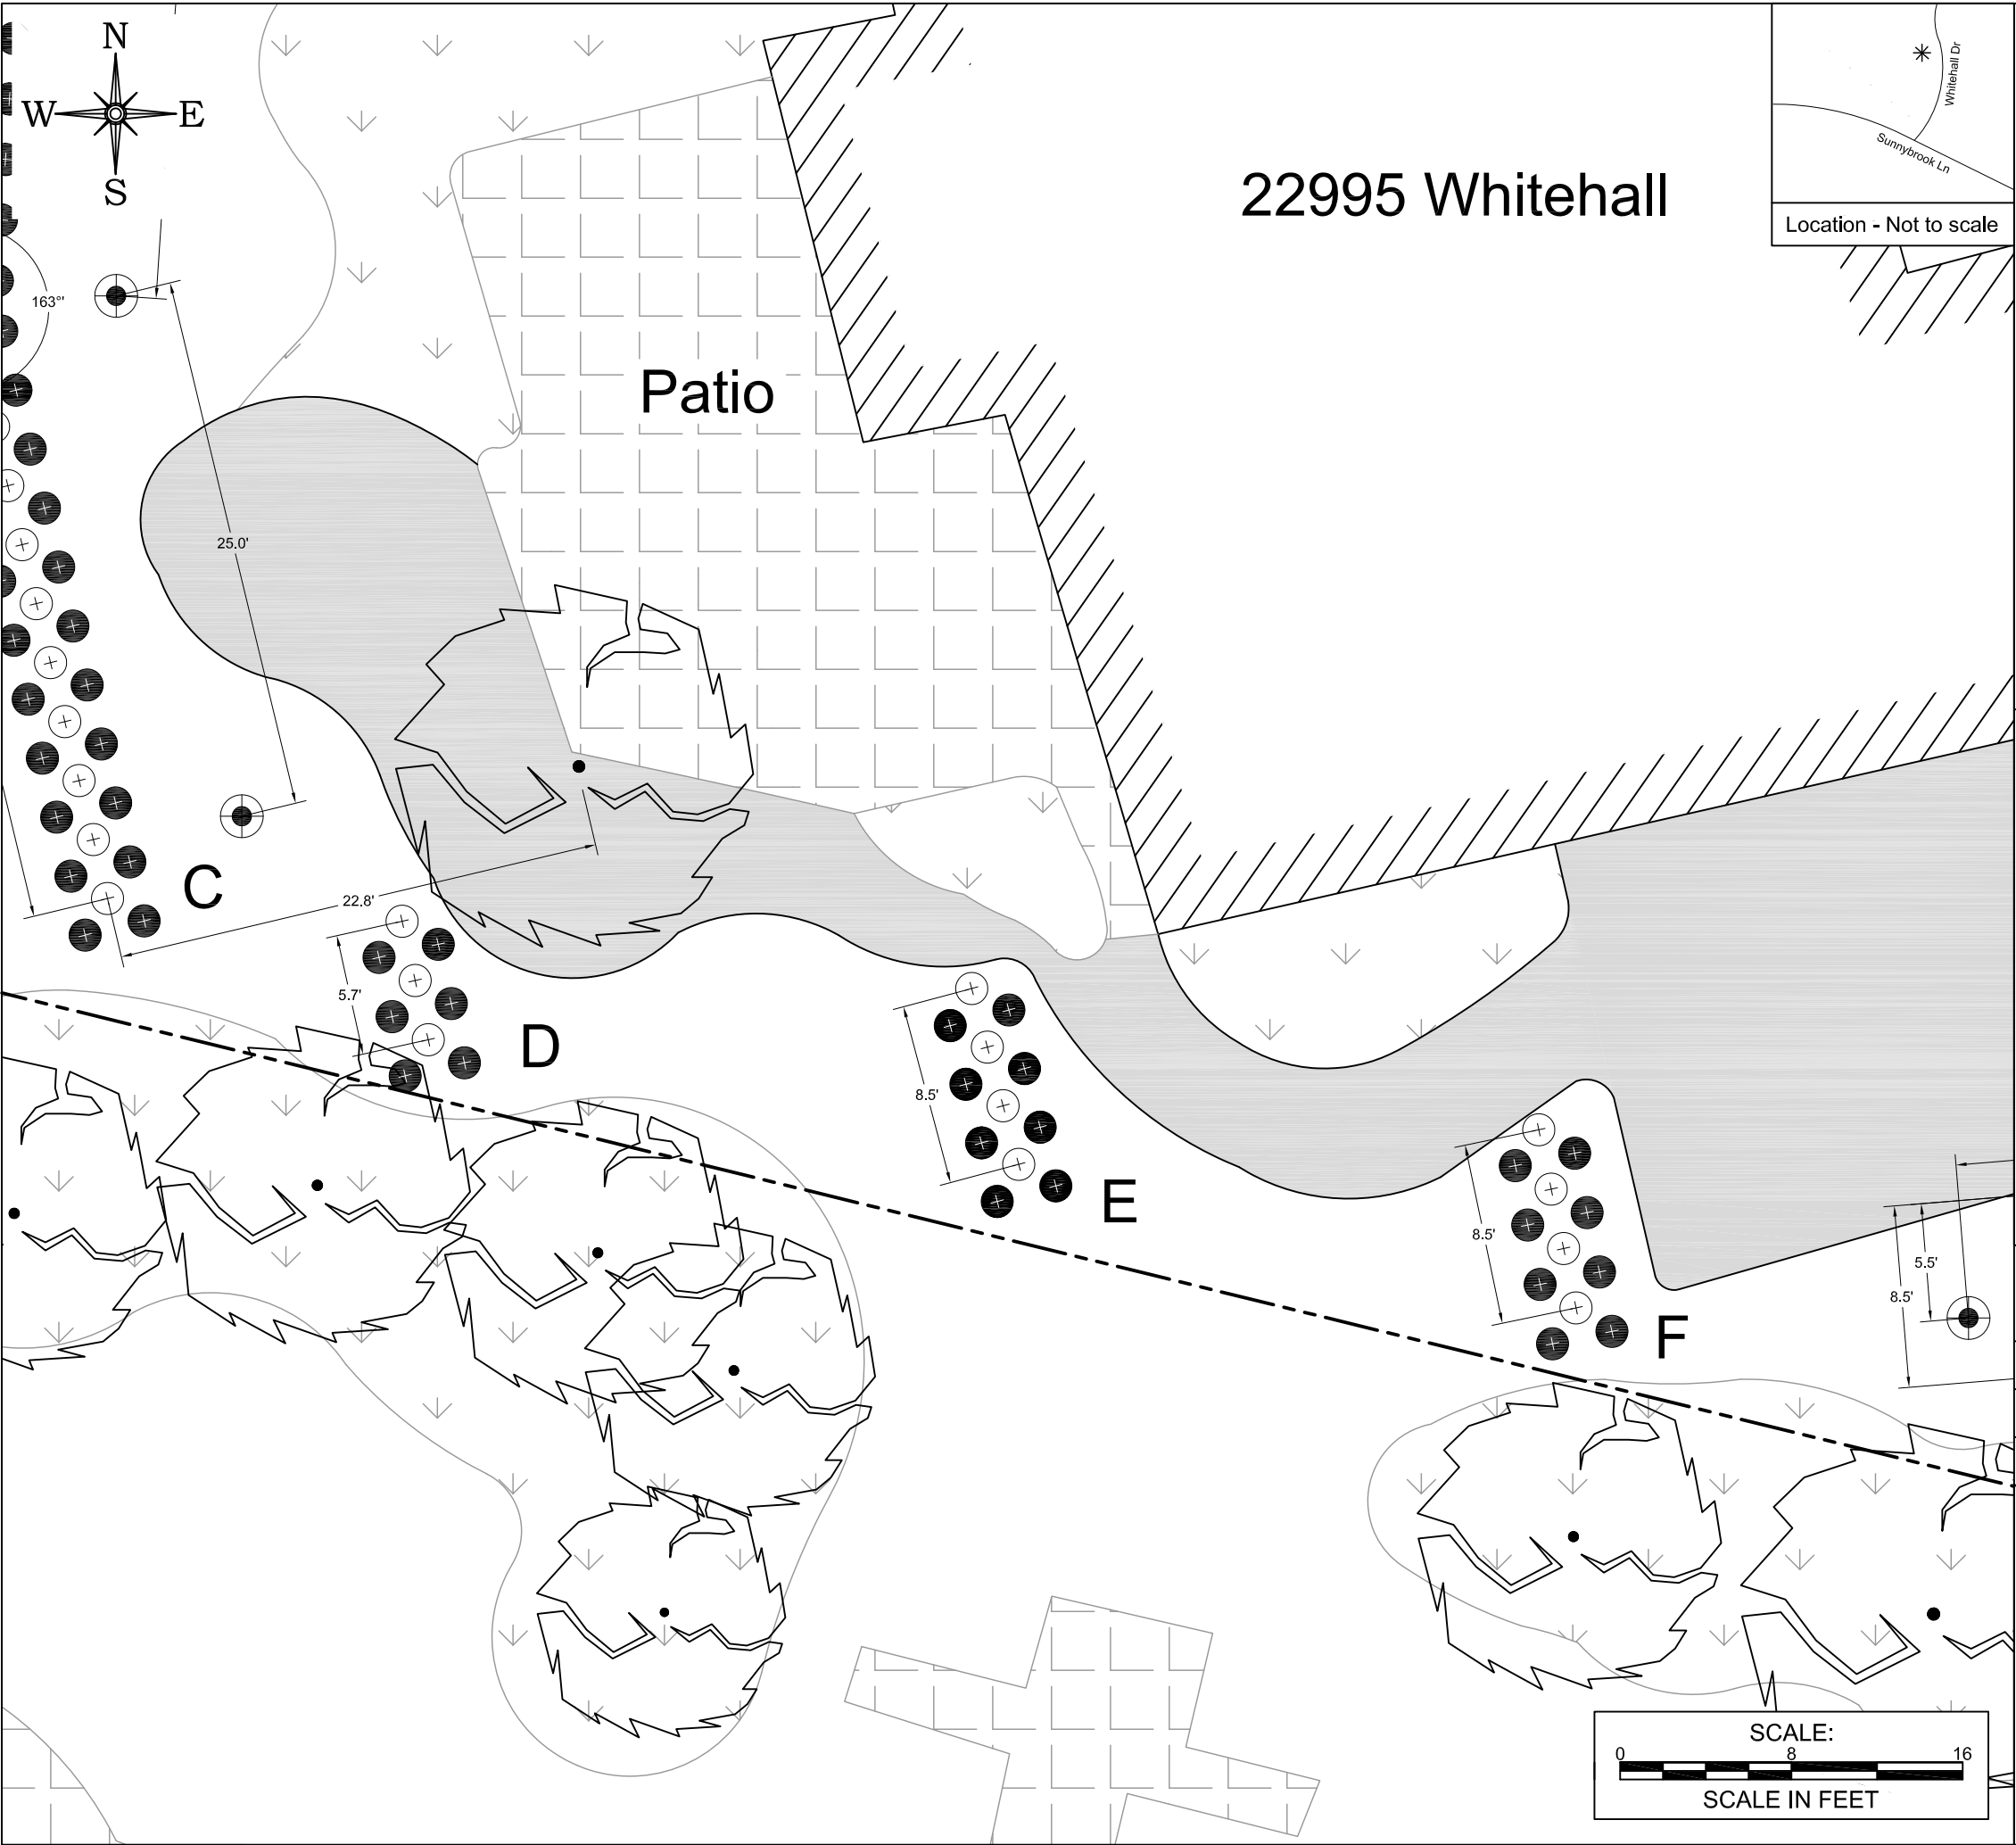 N
W E
S
Whitehall Dr
Sunnybrook Ln
Location - Not to scale
22995 Whitehall
163°'
Patio
25.0'
C
22.8'
5.7'
D
8.5'
E
8.5'
F
5.5'
8.5'
SCALE:
0 8 16
SCALE IN FEET